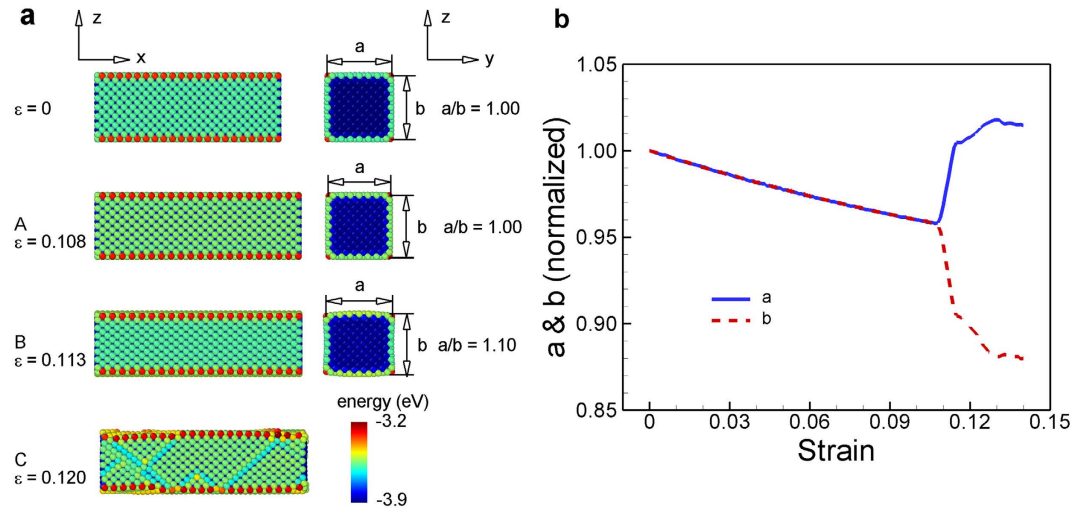 a
z
x
z
y
a
ε = 0
b
a/b = 1.00
a
A
ε = 0.108
b
a/b = 1.00
a
B
ε = 0.113
b
a/b = 1.10
energy (eV)
-3.2
-3.9
C
ε = 0.120
b
a & b (normalized)
1.05
1.00
0.95
0.90
0.85
a
b
0
0.03
0.06
0.09
0.12
0.15
Strain